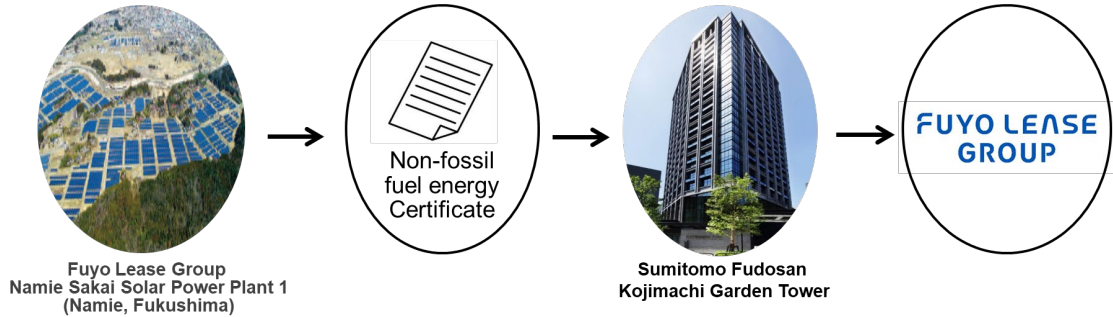 Fuyo Lease Group
Namie Sakai Solar Power Plant 1
(Namie, Fukushima)
Non-fossil
fuel energy
Certificate
Sumitomo Fudosan
Kojimachi Garden Tower
FUYO LEASE
GROUP